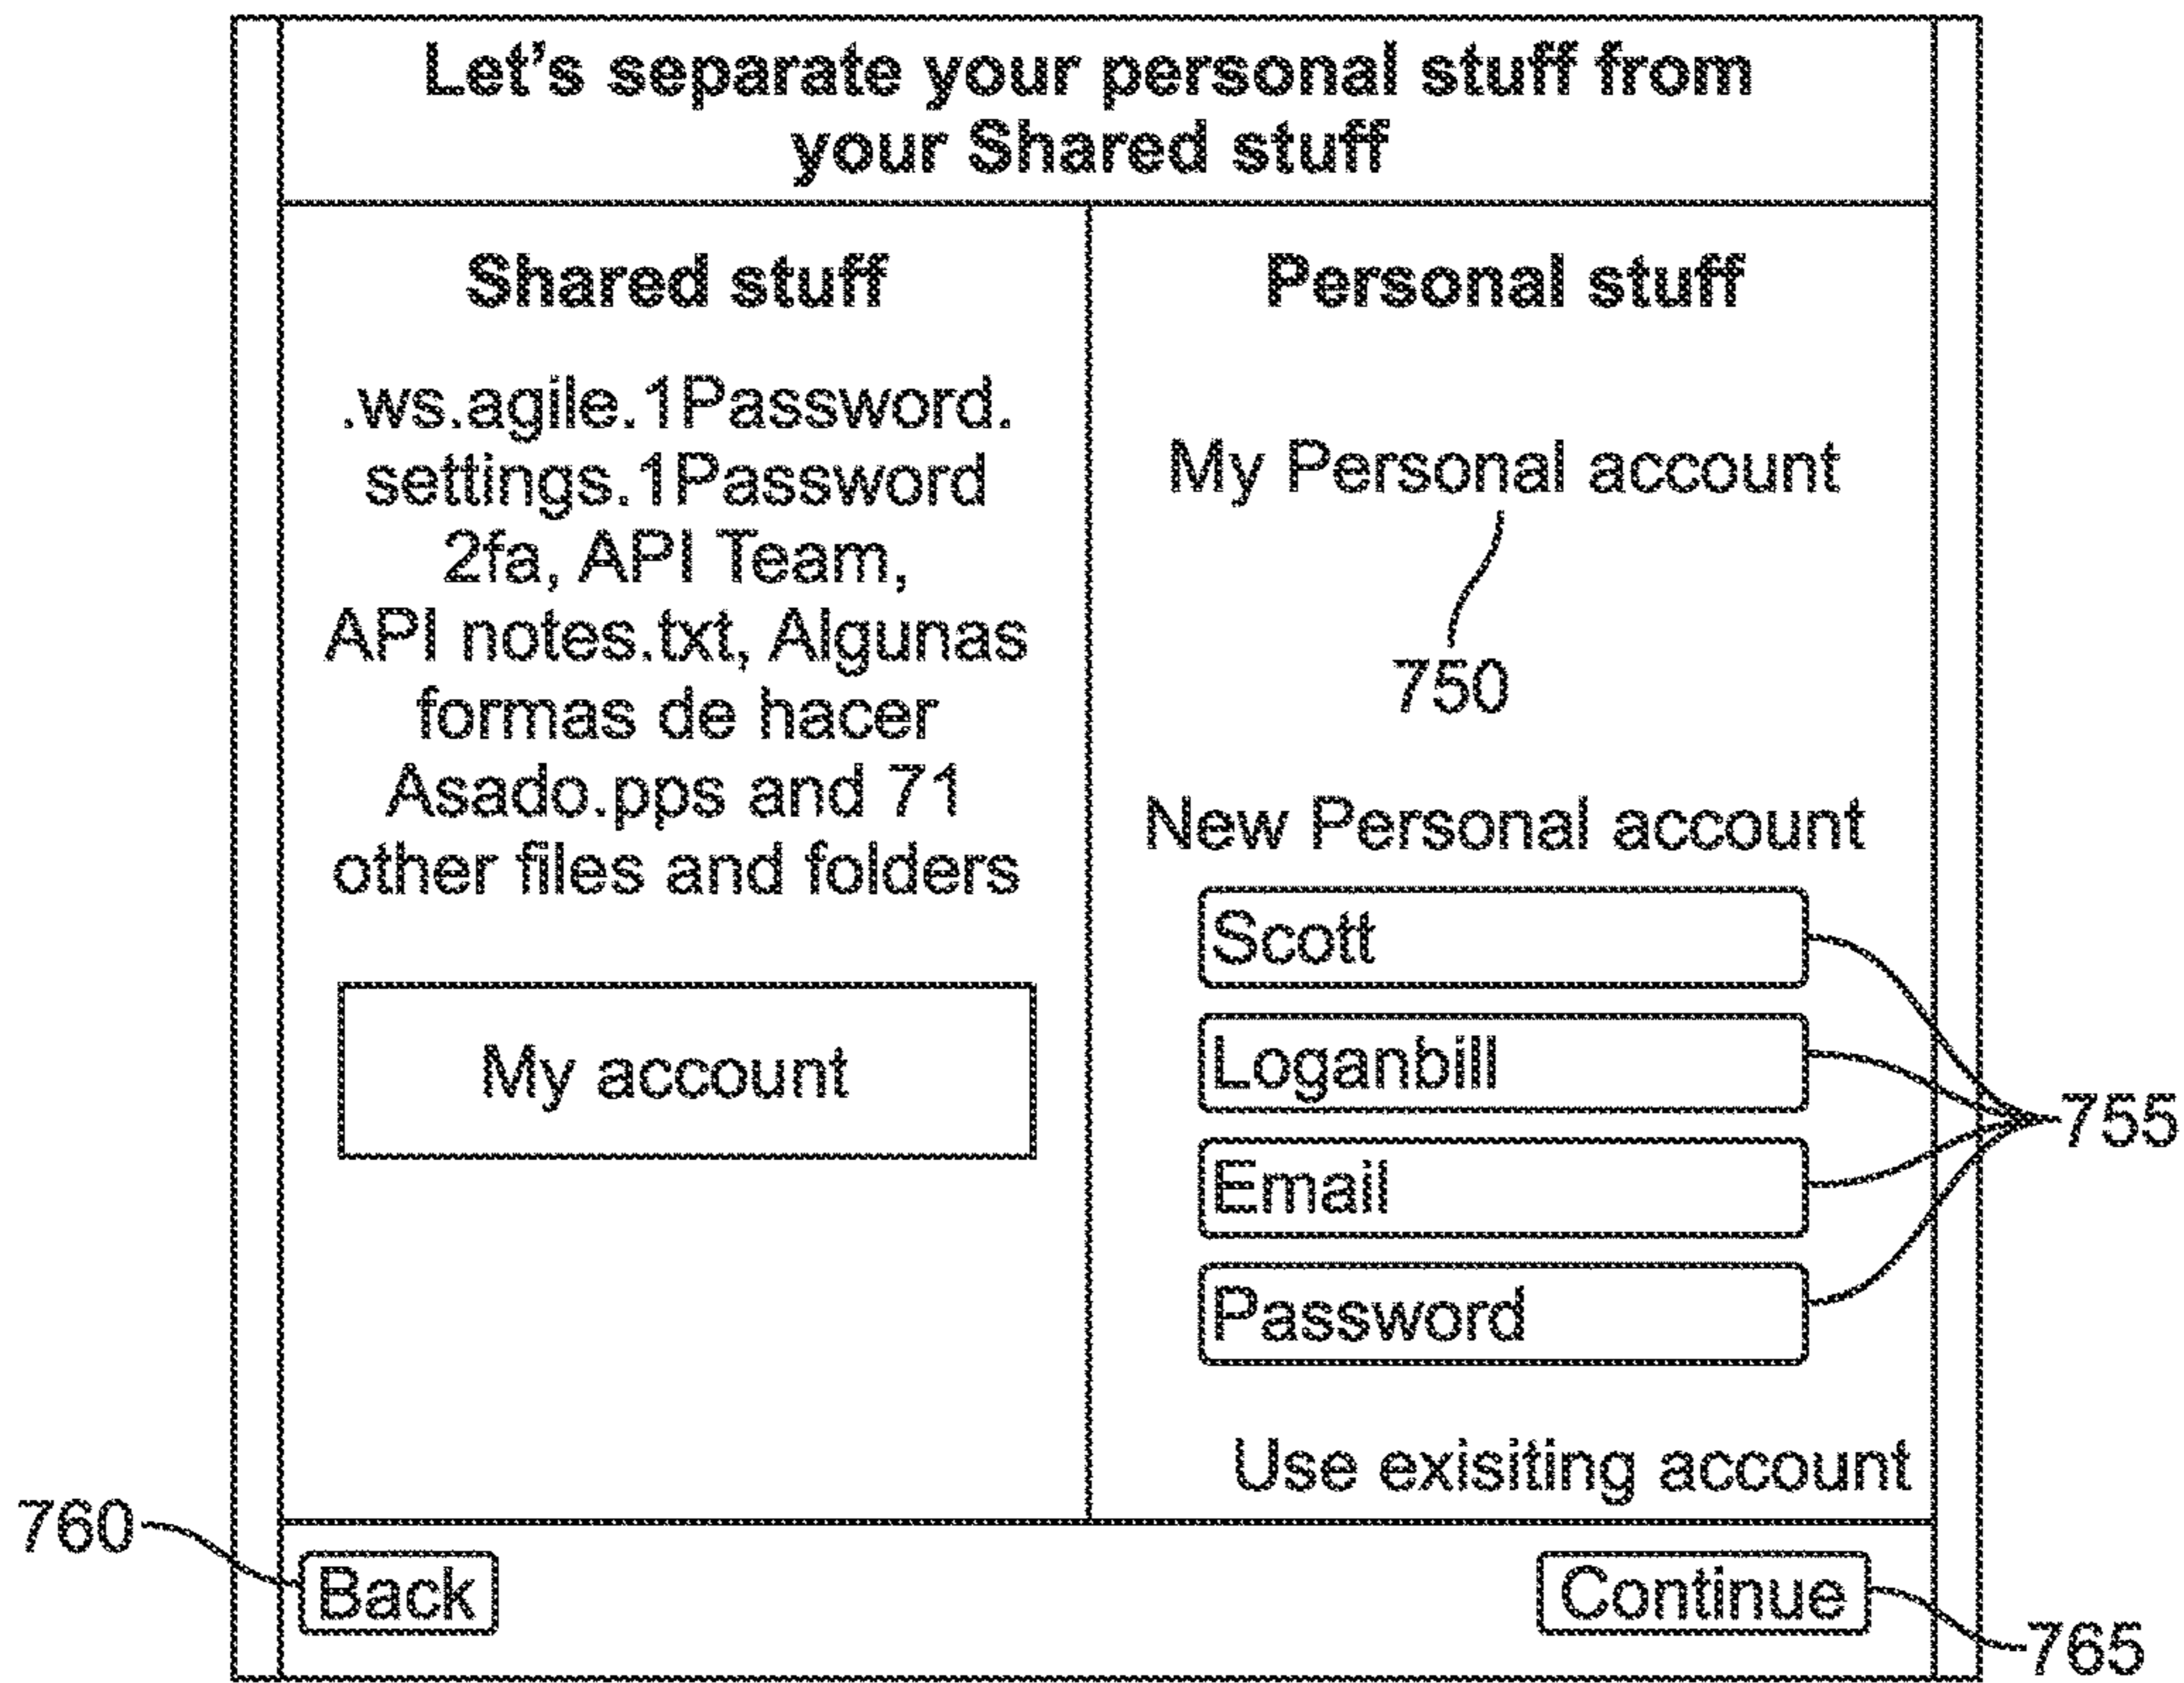 Let's separate your personal stuff from
your Shared stuff
Shared stuff
.ws.agile.1Password.
settings.1Password
2fa, API Team,
API notes.txt, Algunas
formas de hacer
Asado.pps and 71
other files and folders
My account
Personal stuff
My Personal account
750
New Personal account
Scott
Loganbill
Email
Password
755
Use exisiting account
760
Back
Continue
765